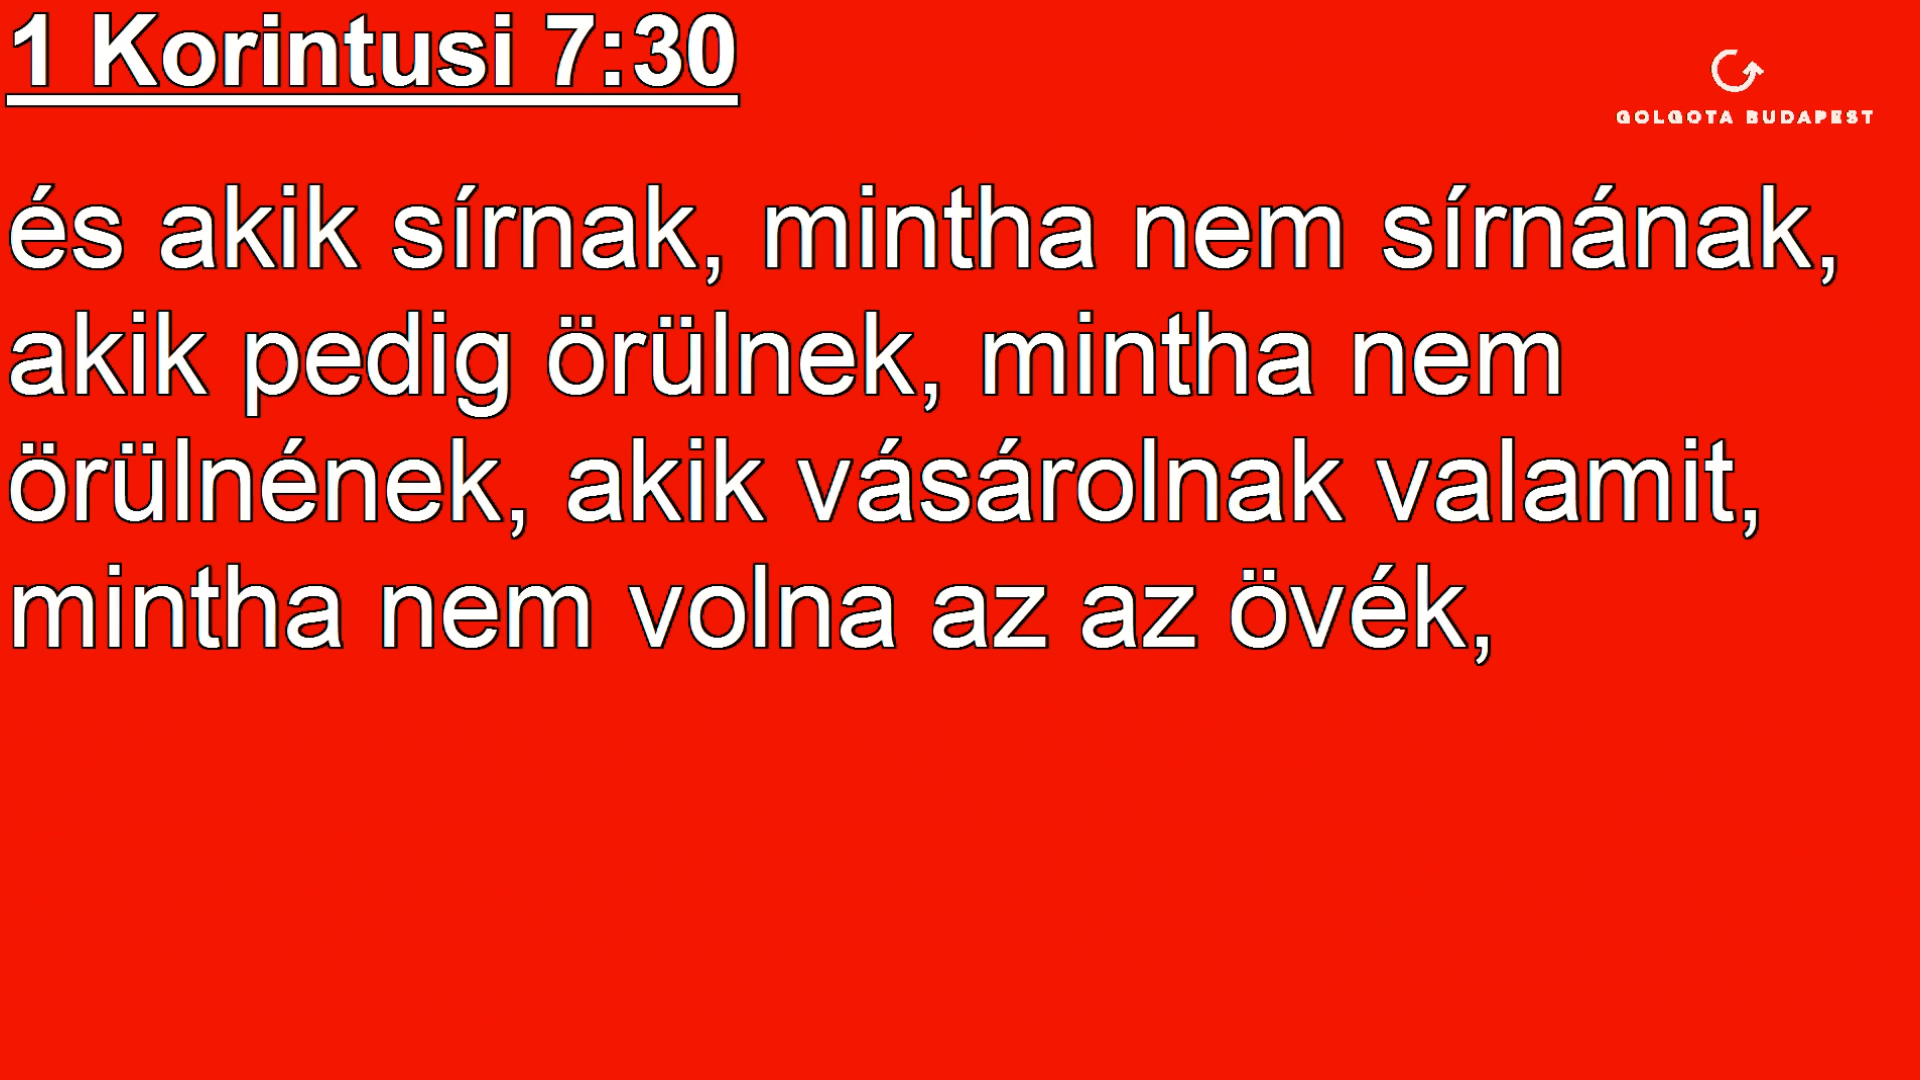 1 Korintusi 7:30
GOLGOTA BUDAPEST
és akik sírnak, mintha nem sírnának,
akik pedig örülnek, mintha nem
örülnének, akik vásárolnak valamit,
mintha nem volna az az övék,